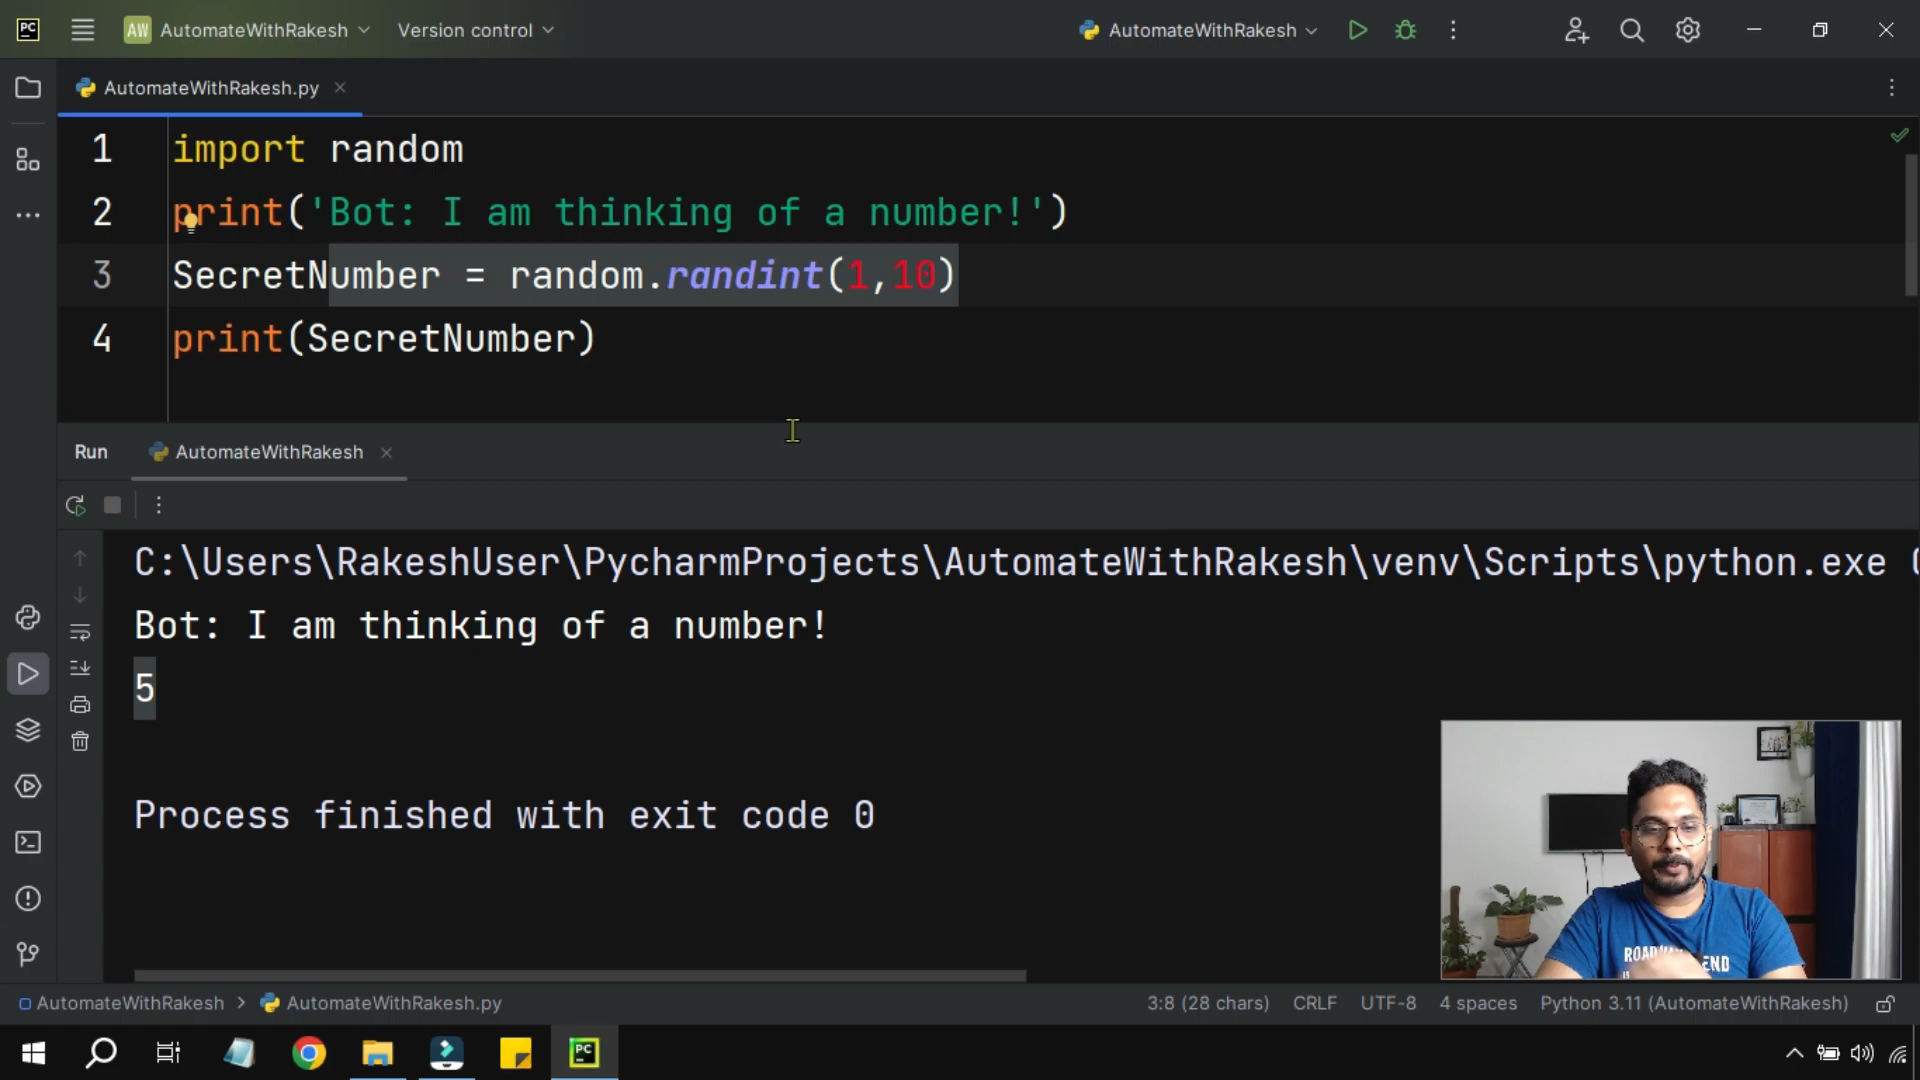 PC AW AutomateWithRakesh Version control AutomateWithRakesh
AutomateWithRakesh.py
1 import random
2 print('Bot: I am thinking of a number!')
3 SecretNumber = random.randint(1,10)
4 print(SecretNumber)
Run AutomateWithRakesh
C:\Users\RakeshUser\PycharmProjects\AutomateWithRakesh\venv\Scripts\python.exe
Bot: I am thinking of a number!
5
Process finished with exit code 0
AutomateWithRakesh > AutomateWithRakesh.py 3:8 (28 chars) CRLF UTF-8 4 spaces Python 3.11 (AutomateWithRakesh)
PC